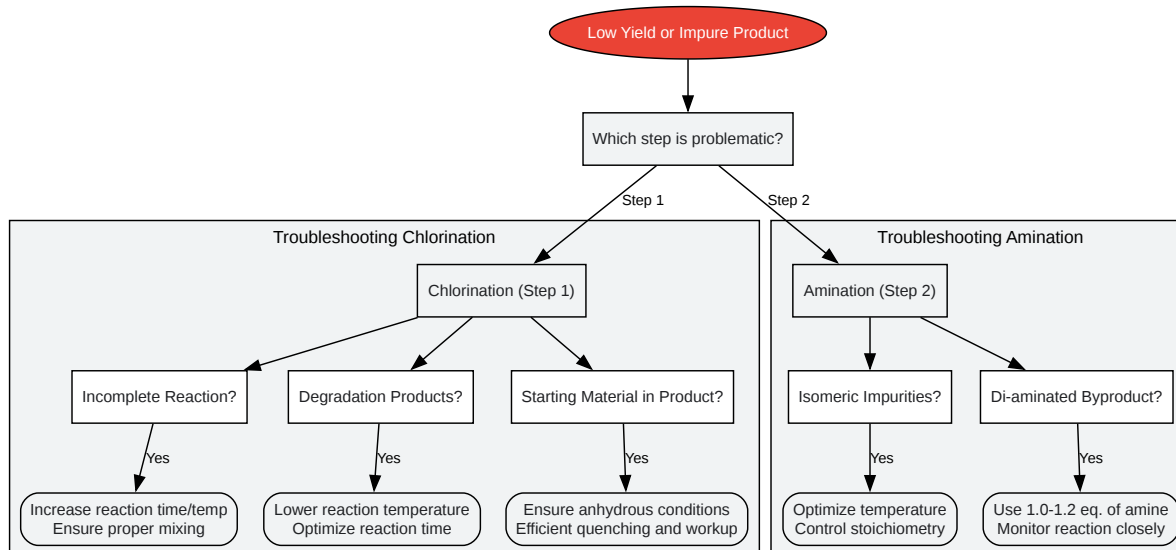 Low Yield or Impure Product
Which step is problematic?
Step 1
Step 2
Troubleshooting Chlorination
Troubleshooting Amination
Chlorination (Step 1)
Amination (Step 2)
Incomplete Reaction?
Degradation Products?
Starting Material in Product?
Isomeric Impurities?
Di-aminated Byproduct?
Yes
Yes
Yes
Yes
Yes
Increase reaction time/temp
Ensure proper mixing
Lower reaction temperature
Optimize reaction time
Ensure anhydrous conditions
Efficient quenching and workup
Optimize temperature
Control stoichiometry
Use 1.0-1.2 eq. of amine
Monitor reaction closely